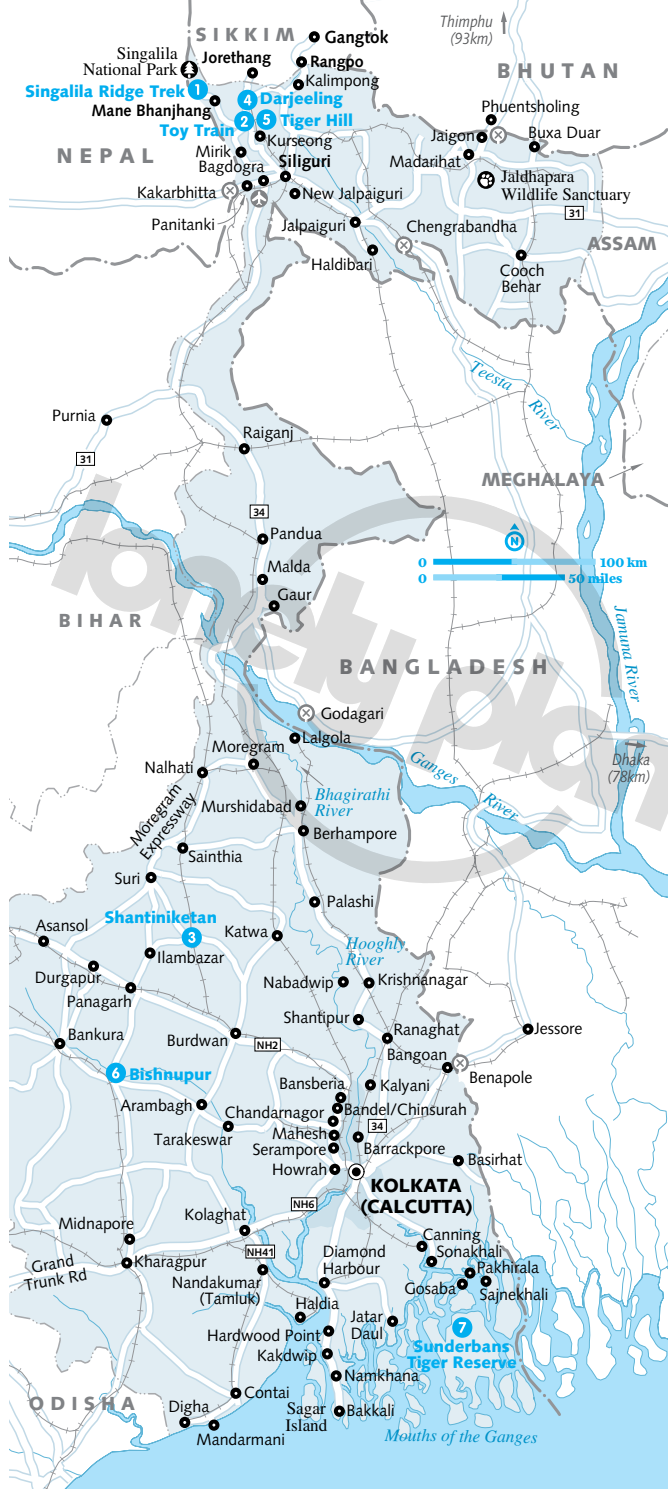 SIKKIM
Thimphu
(93km)
Gangtok
Singalila
National Park
Jorethang
Rangpo
BHUTAN
Kalimpong
Singalila Ridge Trek 1
4 Darjeeling
Mane Bhanjhang
Phuentsholing
Toy Train 2
5 Tiger Hill
Jaigon
Buxa Duar
Kurseong
NEPAL
Mirik
Madarihat
Bagdogra
Siliguri
Jaldhapara
Wildlife Sanctuary
Kakarbhitta
New Jalpaiguri
31
Panitanki
Jalpaiguri
Chengrabandha
ASSAM
Haldibari
Cooch
Behar
Teesta
River
Purnia
Raiganj
31
MEGHALAYA
34
Pandua
N
0 100 km
0 50 miles
Malda
Gaur
BIHAR
Jamuna River
lonely plan
BANGLADESH
Godagari
Lalgola
Moregram
Dhaka
(78km)
Nalhati
Ganges
River
Moregram
Expressway
Murshidabad
Bhagirathi
River
Berhampore
Sainthia
Suri
Palashi
Shantiniketan
3
Asansol
Katwa
Hooghly
River
Ilambazar
Durgapur
Panagarh
Nabadwip
Krishnanagar
Shantipur
Bankura
Burdwan
NH2
Ranaghat
Jessore
Bangoan
Benapole
6 Bishnupur
Bansberia
Kalyani
Arambagh
Chandarnagor
Bandel/Chinsurah
Tarakeswar
34
Mahesh
Serampore
Barrackpore
Howrah
Basirhat
KOLKATA
(CALCUTTA)
NH6
Midnapore
Kolaghat
Canning
NH41
Sonakhali
Grand
Trunk Rd
Kharagpur
Diamond
Harbour
Pakhirala
Nandakumar
(Tamluk)
Gosaba
Sajnekhali
Haldia
Jatar
Daul
7
Sunderbans
Tiger Reserve
Hardwood Point
Kakdwip
Namkhana
ODISHA
Contai
Digha
Sagar
Island
Bakkali
Mandarmani
Mouths of the Ganges